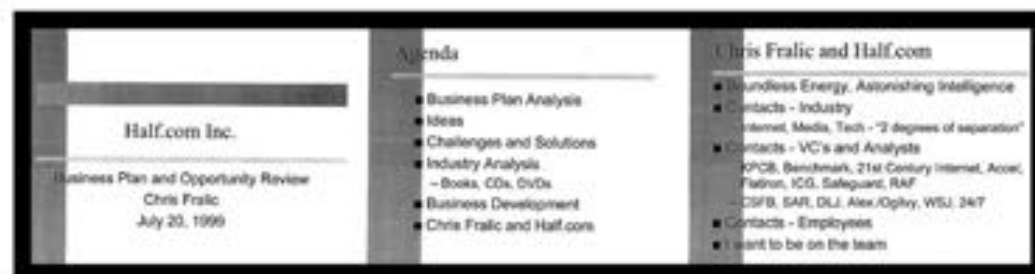 Half.com Inc.
Business Plan and Opportunity Review
Chris Fralic
July 20, 1999
Agenda
Business Plan Analysis
Ideas
Challenges and Solutions
Industry Analysis
– Books, CDs, DVDs
Business Development
Chris Fralic and Half.com
Chris Fralic and Half.com
Boundless Energy, Astonishing Intelligence
Contacts - Industry
– Internet, Media, Tech - "2 degrees of separation"
Contacts - VC's and Analysts
– KPCB, Benchmark, 21st Century Internet, Accel,
Flatiron, ICG, Safeguard, RAF
– CSFB, SAR, DLJ, Alex./Ogilvy, WSJ, 24/7
Contacts - Employees
I want to be on the team